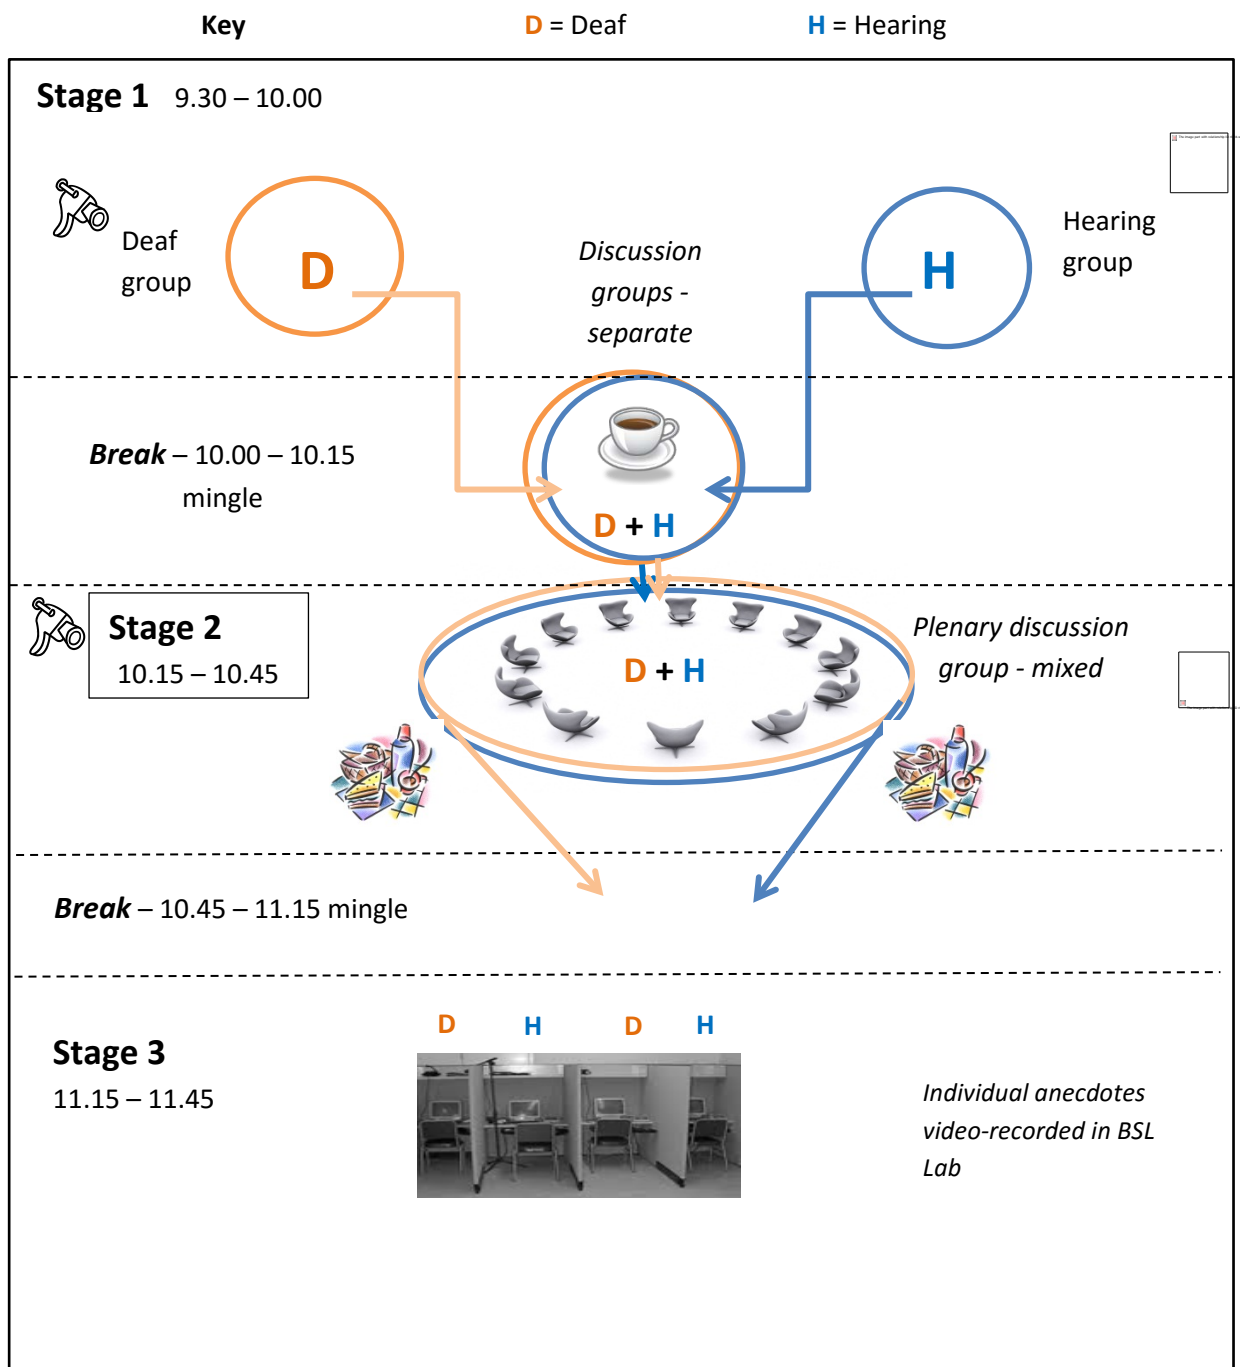 Key D = Deaf H = Hearing
Stage 1 9.30 – 10.00
Deaf
group
D
Discussion
groups -
separate
H
Hearing
group
Break – 10.00 – 10.15
mingle
D + H
Stage 2
10.15 – 10.45
D + H
Plenary discussion
group - mixed
Break – 10.45 – 11.15 mingle
D H D H
Stage 3
11.15 – 11.45
Individual anecdotes
video-recorded in BSL
Lab